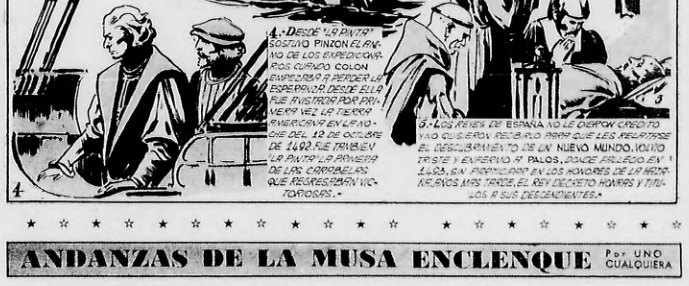 4.-DESDE "LA PINTA"
SOSTUVO PINZON EL ANI-
MO DE LOS EXPEDICIONA-
RIOS CUANDO COLON
EMPEZABA A PERDER LA
ESPERANZA. DESDE ELLA
FUE AVISTADA POR PRI-
MERA VEZ LA TIERRA
AMERICANA EN LA NO-
CHE DEL 12 DE OCTUBRE
DE 1492. FUE TAMBIEN
"LA PINTA" LA PRIMERA
DE LAS CARABELAS
QUE REGRESABAN VIC-
TORIOSAS.-
5.-LOS REYES DE ESPAÑA NO LE DIERON CREDITO
Y NO QUISIERON RECIBIRLO PARA QUE LES RELATASE
EL DESCUBRIMIENTO DE UN NUEVO MUNDO. VOLVIO
TRISTE Y ENFERMO A PALOS, DONDE FALLECIO EN
1493, SIN PARTICIPAR EN LOS HONORES DE LA HAZA-
ÑA. AÑOS MAS TARDE, EL REY DECRETO HONRAS Y TITU-
LOS A SUS DESCENDIENTES.-
4
ANDANZAS DE LA MUSA ENCLENQUE Por UNO
CUALQUIERA